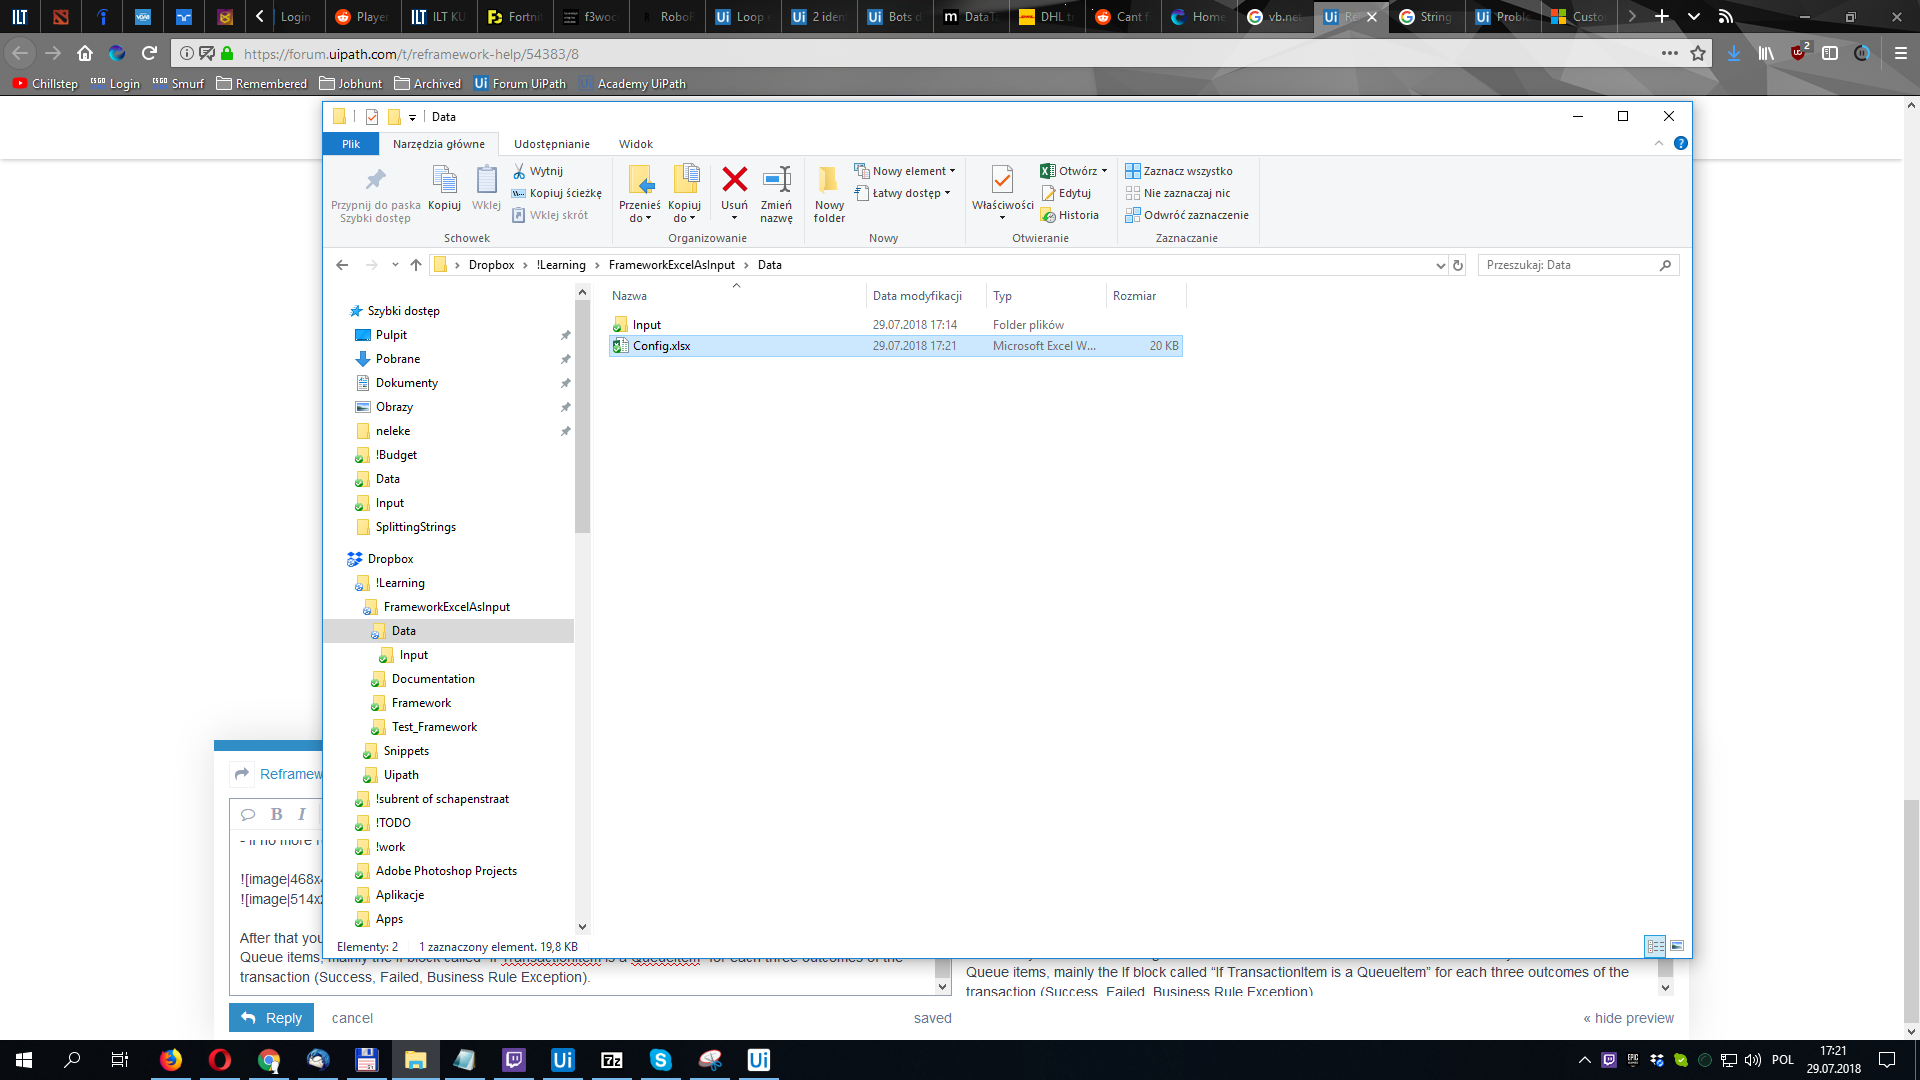 ILT
Login
Player
ILT KU
Fortni
f3woc
RoboR
Loop
2 iden
Bots d
DataT
DHL tr
Cant f
Home
vb.ne
Re
String
Proble
Custo
https://forum.uipath.com/t/reframework-help/54383/8
2
Chillstep
Login
Smurf
Remembered
Jobhunt
Archived
Forum UiPath
Academy UiPath
Data
Plik
Narzędzia główne
Udostępnianie
Widok
Przypnij do paska
Szybki dostęp
Kopiuj
Wklej
Wytnij
Kopiuj ścieżkę
Wklej skrót
Schowek
Przenieś
do
Kopiuj
do
Usuń
Zmień
nazwę
Organizowanie
Nowy
folder
Nowy element
Łatwy dostęp
Nowy
Właściwości
Otwórz
Edytuj
Historia
Otwieranie
Zaznacz wszystko
Nie zaznaczaj nic
Odwróć zaznaczenie
Zaznaczanie
Dropbox
!Learning
FrameworkExcelAsInput
Data
Przeszukaj: Data
Nazwa
Data modyfikacji
Typ
Rozmiar
Input
29.07.2018 17:14
Folder plików
Config.xlsx
29.07.2018 17:21
Microsoft Excel W...
20 KB
Szybki dostęp
Pulpit
Pobrane
Dokumenty
Obrazy
neleke
!Budget
Data
Input
SplittingStrings
Dropbox
!Learning
FrameworkExcelAsInput
Data
Input
Documentation
Framework
Test_Framework
Snippets
Uipath
!subrent of schapenstraat
!TODO
!work
Adobe Photoshop Projects
Aplikacje
Apps
Elementy: 2
1 zaznaczony element. 19,8 KB
Reframew
B I
- If no more
![image|468x
![image|514x
After that you
Queue items, mainly the If block called "If TransactionItem is a QueueItem" for each three outcomes of the
transaction (Success, Failed, Business Rule Exception).
Queue items, mainly the If block called “If TransactionItem is a QueueItem” for each three outcomes of the
transaction (Success, Failed, Business Rule Exception)
Reply
cancel
saved
« hide preview
POL
17:21
29.07.2018